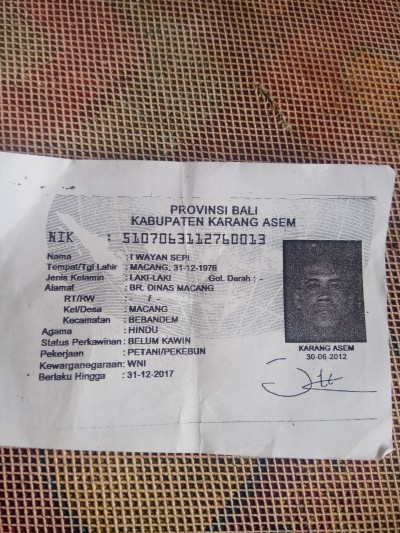 PROVINSI BALI
KABUPATEN KARANG ASEM
NIK : 5107063112760013
Nama : I WAYAN SEPI
Tempat/Tgl Lahir : MACANG, 31-12-1976
Jenis Kelamin : LAKI-LAKI Gol. Darah : -
Alamat : BR. DINAS MACANG
RT/RW : - / -
Kel/Desa : MACANG
Kecamatan : BEBANDEM
Agama : HINDU
Status Perkawinan : BELUM KAWIN
Pekerjaan : PETANI/PEKEBUN
Kewarganegaraan : WNI
Berlaku Hingga : 31-12-2017
KARANG ASEM
30-06-2012